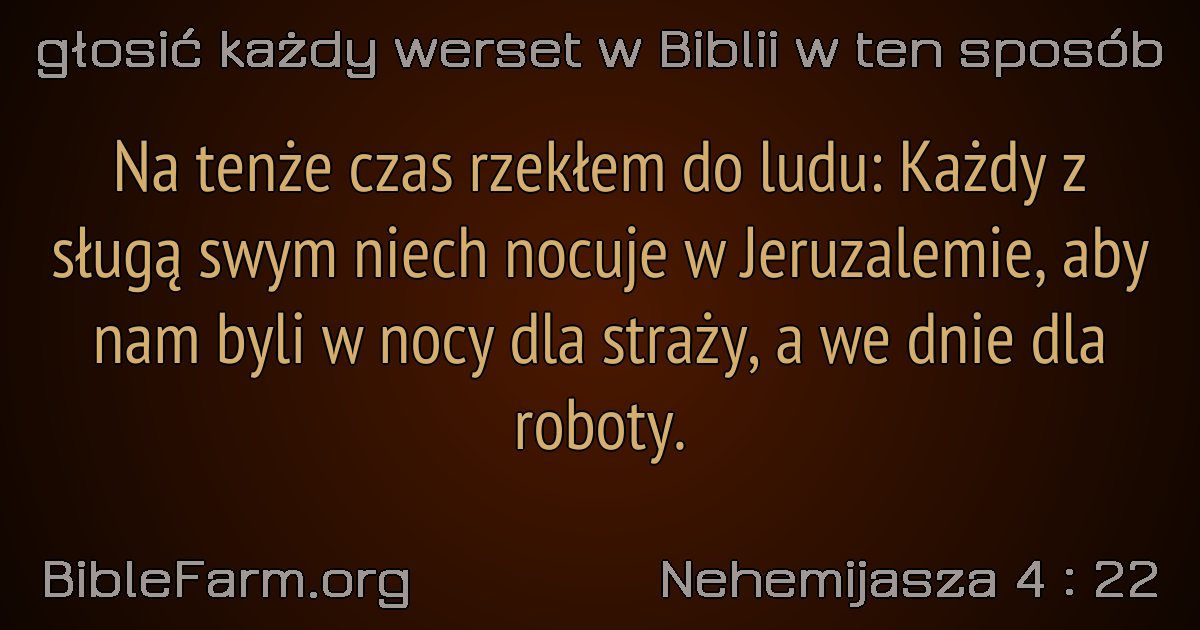 głosić każdy werset w Biblii w ten sposób
Na tenże czas rzekłem do ludu: Każdy z
sługą swym niech nocuje w Jeruzalemie, aby
nam byli w nocy dla straży, a we dnie dla
roboty.
BibleFarm.org
Nehemijasza 4 : 22